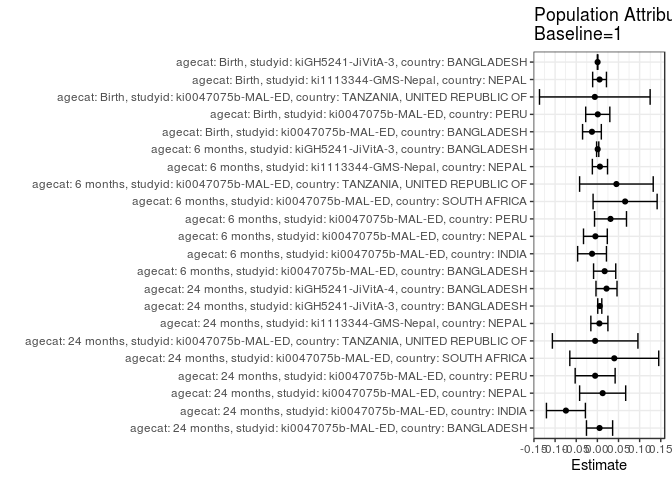 Population Attribu
Baseline=1
agecat: Birth, studyid: kiGH5241-JiVitA-3, country: BANGLADESH
agecat: Birth, studyid: ki1113344-GMS-Nepal, country: NEPAL
agecat: Birth, studyid: ki0047075b-MAL-ED, country: TANZANIA, UNITED REPUBLIC OF
agecat: Birth, studyid: ki0047075b-MAL-ED, country: PERU
agecat: Birth, studyid: ki0047075b-MAL-ED, country: BANGLADESH
agecat: 6 months, studyid: kiGH5241-JiVitA-3, country: BANGLADESH
agecat: 6 months, studyid: ki1113344-GMS-Nepal, country: NEPAL
agecat: 6 months, studyid: ki0047075b-MAL-ED, country: TANZANIA, UNITED REPUBLIC OF
agecat: 6 months, studyid: ki0047075b-MAL-ED, country: SOUTH AFRICA
agecat: 6 months, studyid: ki0047075b-MAL-ED, country: PERU
agecat: 6 months, studyid: ki0047075b-MAL-ED, country: NEPAL
agecat: 6 months, studyid: ki0047075b-MAL-ED, country: INDIA
agecat: 6 months, studyid: ki0047075b-MAL-ED, country: BANGLADESH
agecat: 24 months, studyid: kiGH5241-JiVitA-4, country: BANGLADESH
agecat: 24 months, studyid: kiGH5241-JiVitA-3, country: BANGLADESH
agecat: 24 months, studyid: ki1113344-GMS-Nepal, country: NEPAL
agecat: 24 months, studyid: ki0047075b-MAL-ED, country: TANZANIA, UNITED REPUBLIC OF
agecat: 24 months, studyid: ki0047075b-MAL-ED, country: SOUTH AFRICA
agecat: 24 months, studyid: ki0047075b-MAL-ED, country: PERU
agecat: 24 months, studyid: ki0047075b-MAL-ED, country: NEPAL
agecat: 24 months, studyid: ki0047075b-MAL-ED, country: INDIA
agecat: 24 months, studyid: ki0047075b-MAL-ED, country: BANGLADESH
-0.15 -0.10 -0.05 0.00 0.05 0.10 0.15
Estimate